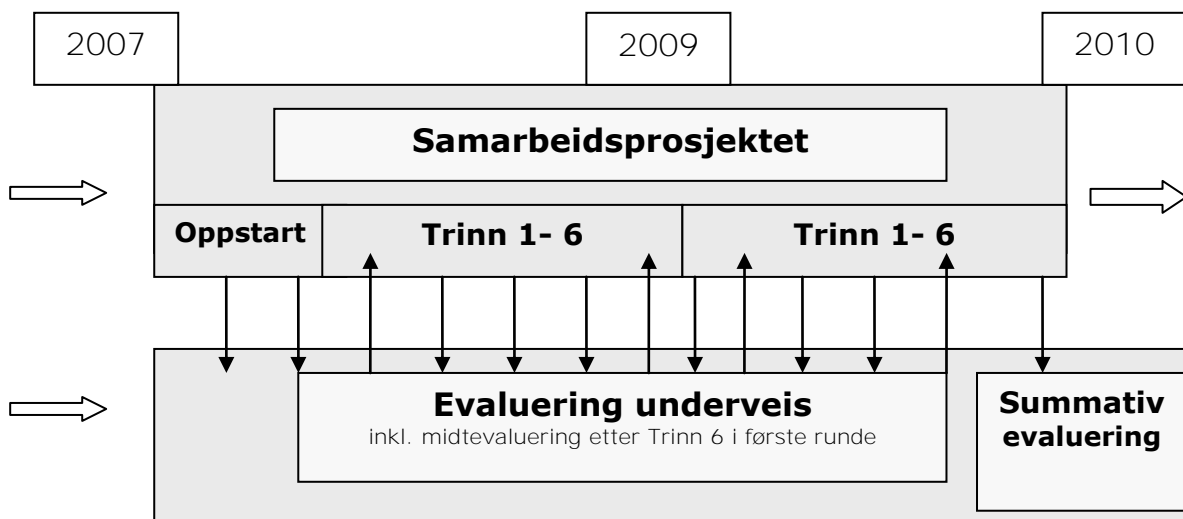 2007
2009
2010
Samarbeidsprosjektet
Oppstart
Trinn 1- 6
Trinn 1- 6
Evaluering underveis
inkl. midtevaluering etter Trinn 6 i første runde
Summativ
evaluering